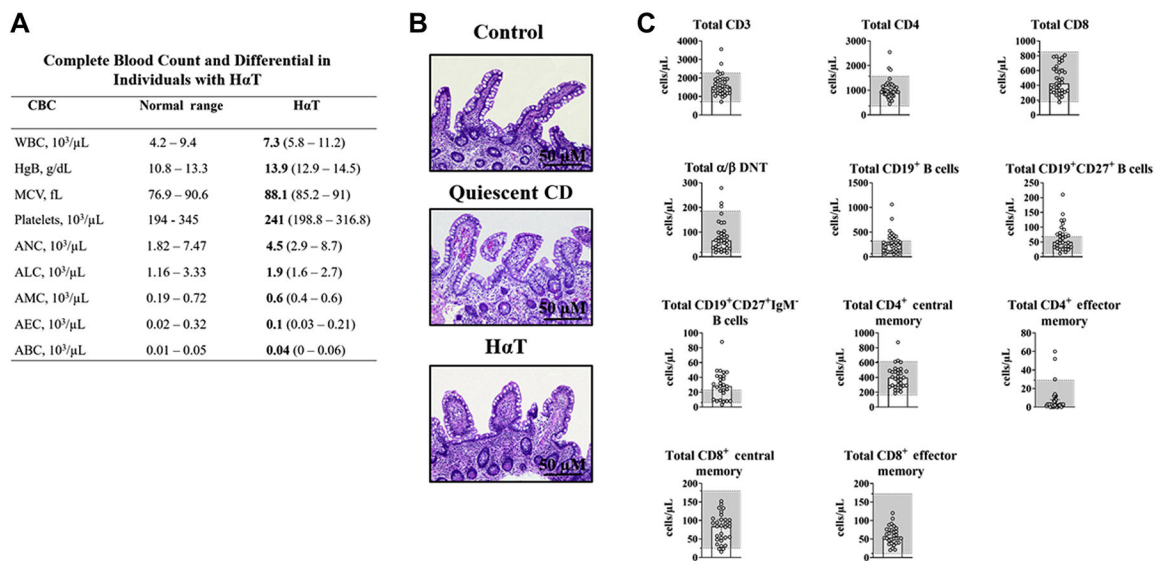 A
Complete Blood Count and Differential in
Individuals with HαT
CBC Normal range HαT
WBC, 10³/µL 4.2 – 9.4 7.3 (5.8 – 11.2)
HgB, g/dL 10.8 – 13.3 13.9 (12.9 – 14.5)
MCV, fL 76.9 – 90.6 88.1 (85.2 – 91)
Platelets, 10³/µL 194 - 345 241 (198.8 – 316.8)
ANC, 10³/µL 1.82 – 7.47 4.5 (2.9 – 8.7)
ALC, 10³/µL 1.16 – 3.33 1.9 (1.6 – 2.7)
AMC, 10³/µL 0.19 – 0.72 0.6 (0.4 – 0.6)
AEC, 10³/µL 0.02 – 0.32 0.1 (0.03 – 0.21)
ABC, 10³/µL 0.01 – 0.05 0.04 (0 – 0.06)
B
Control
50 µM
Quiescent CD
50 µM
HαT
50 µM
C
Total CD3
cells/µL
4000
3000
2000
1000
0
Total CD4
cells/µL
3000
2000
1000
0
Total CD8
cells/µL
1000
800
600
400
200
0
Total α/β DNT
cells/µL
300
200
100
0
Total CD19⁺ B cells
cells/µL
1500
1000
500
0
Total CD19⁺CD27⁺ B cells
cells/µL
250
200
150
100
50
0
Total CD19⁺CD27⁺IgM⁻
B cells
cells/µL
100
80
60
40
20
0
Total CD4⁺ central
memory
cells/µL
1000
800
600
400
200
0
Total CD4⁺ effector
memory
cells/µL
80
60
40
20
0
Total CD8⁺ central
memory
cells/µL
200
150
100
50
0
Total CD8⁺ effector
memory
cells/µL
200
150
100
50
0